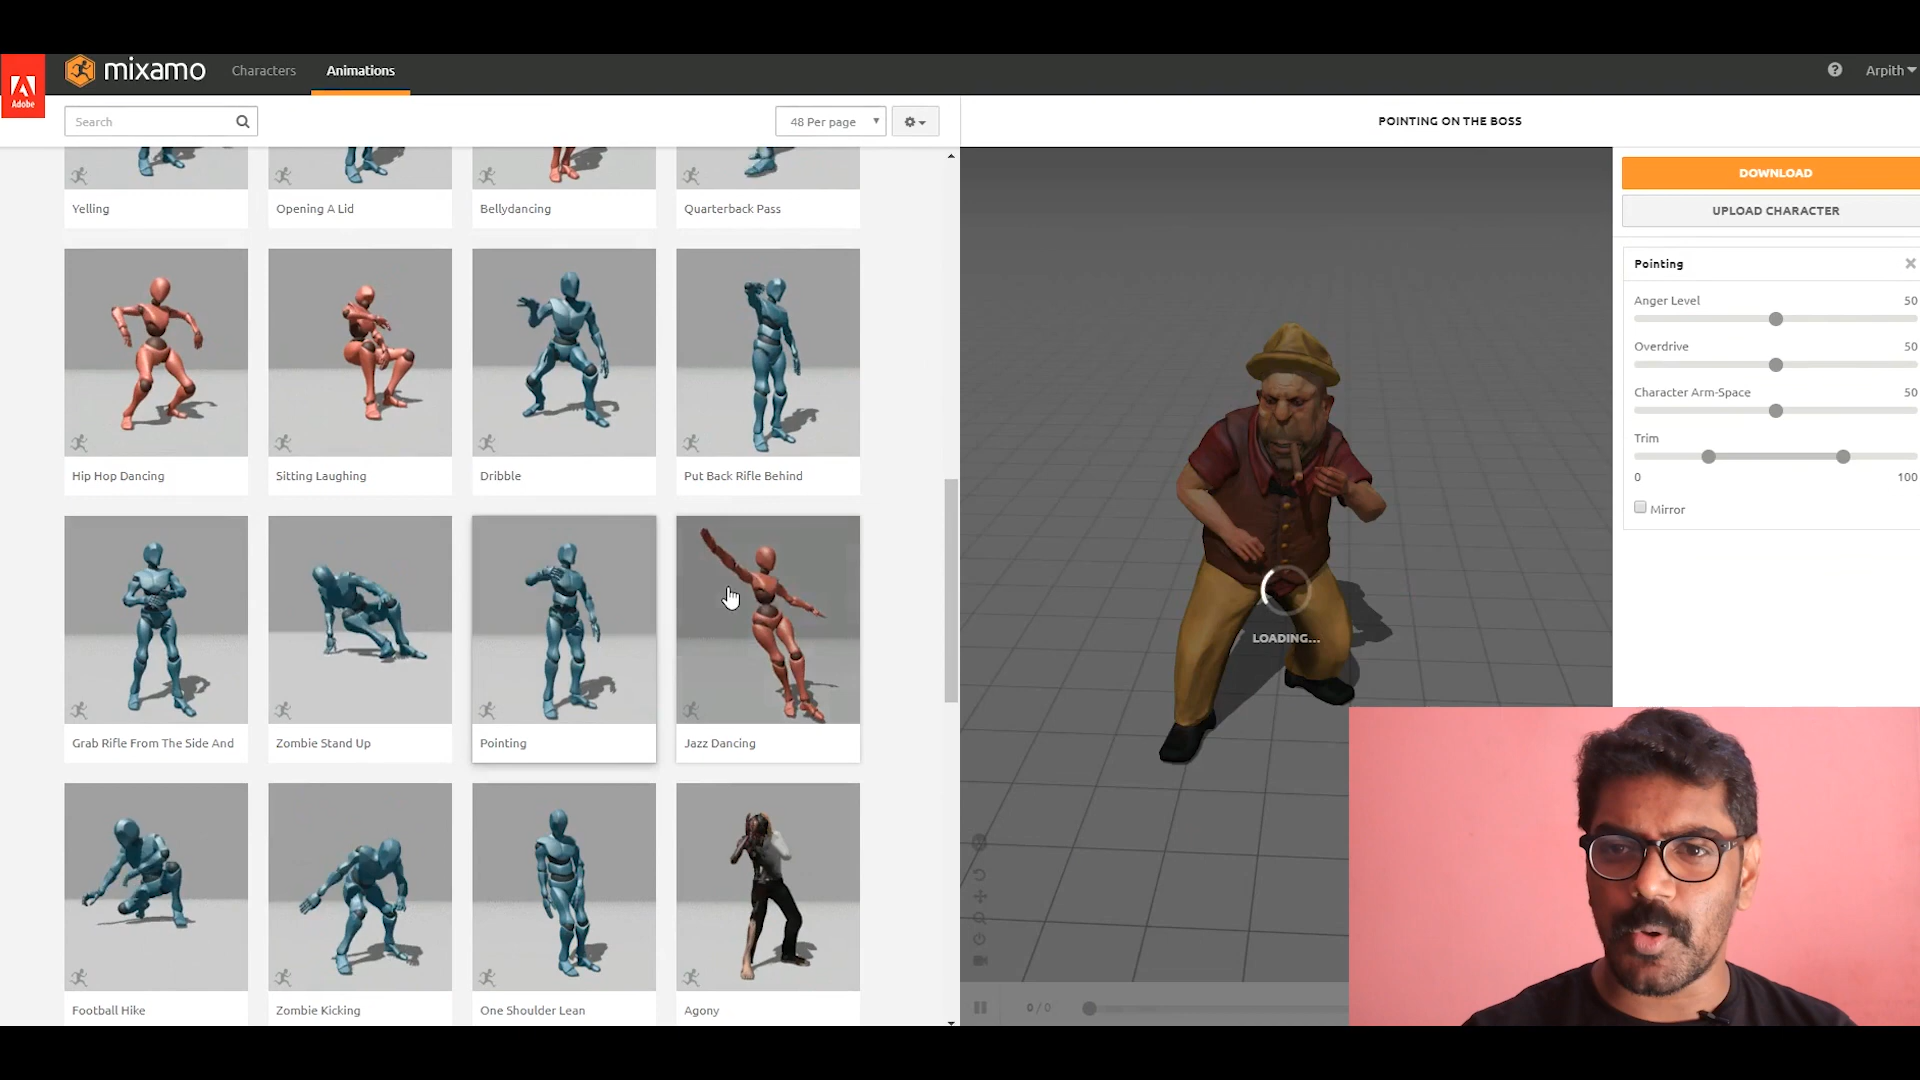 Adobe
mixamo
Characters
Animations
Arpith
Search
48 Per page
POINTING ON THE BOSS
DOWNLOAD
UPLOAD CHARACTER
Yelling
Opening A Lid
Bellydancing
Quarterback Pass
Pointing
Anger Level 50
Overdrive 50
Character Arm-Space 50
Trim
0 100
Mirror
Hip Hop Dancing
Sitting Laughing
Dribble
Put Back Rifle Behind
LOADING...
Grab Rifle From The Side And
Zombie Stand Up
Pointing
Jazz Dancing
Football Hike
Zombie Kicking
One Shoulder Lean
Agony
0 / 0